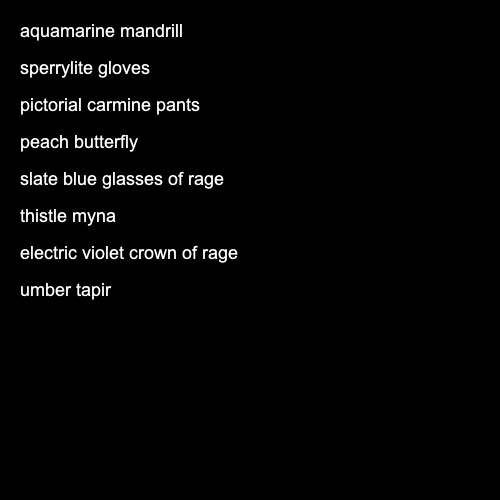 aquamarine mandrill
sperrylite gloves
pictorial carmine pants
peach butterfly
slate blue glasses of rage
thistle myna
electric violet crown of rage
umber tapir